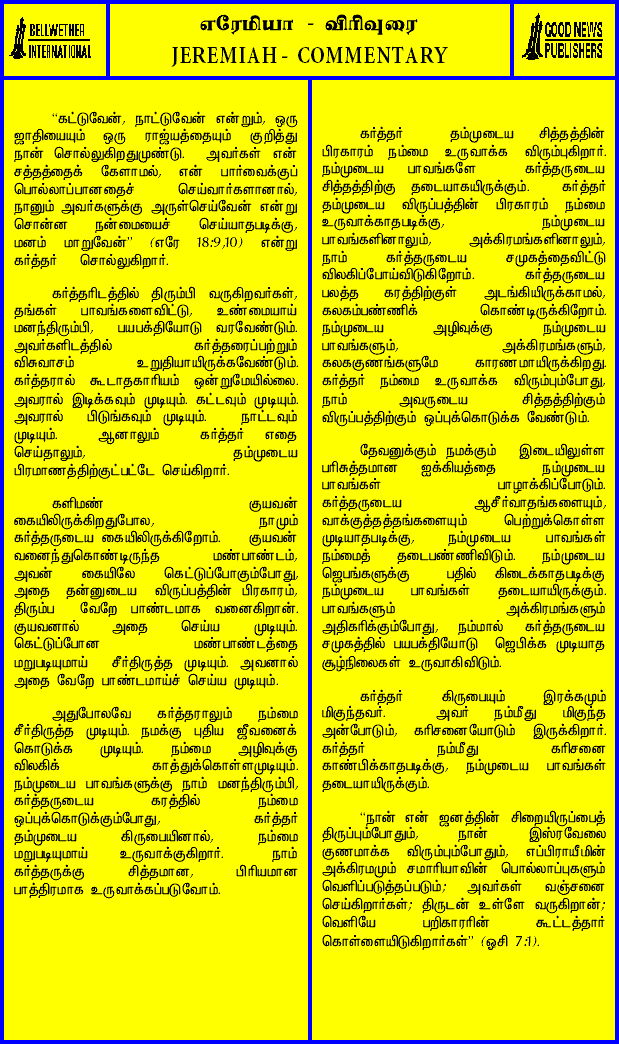 BELLWETHER
INTERNATIONAL
எரேமியா - விரிவுரை
JEREMIAH - COMMENTARY
GOOD NEWS
PUBLISHERS
“கட்டுவேன், நாட்டுவேன் என்றும், ஒரு
ஜாதியையும் ஒரு ராஜ்யத்தையும் குறித்து
நான் சொல்லுகிறதுமுண்டு. அவர்கள் என்
சத்தத்தைக் கேளாமல், என் பார்வைக்குப்
பொல்லாப்பானதைச் செய்வார்களானால்,
நானும் அவர்களுக்கு அருள்செய்வேன் என்று
சொன்ன நன்மையைச் செய்யாதபடிக்கு,
மனம் மாறுவேன்” (எரே 18:9,10) என்று
கர்த்தர் சொல்லுகிறார்.
கர்த்தரிடத்தில் திரும்பி வருகிறவர்கள்,
தங்கள் பாவங்களைவிட்டு, உண்மையாய்
மனந்திரும்பி, பயபக்தியோடு வரவேண்டும்.
அவர்களிடத்தில் கர்த்தரைப்பற்றும்
விசுவாசம் உறுதியாயிருக்கவேண்டும்.
கர்த்தரால் கூடாதகாரியம் ஒன்றுமேயில்லை.
அவரால் இடிக்கவும் முடியும். கட்டவும் முடியும்.
அவரால் பிடுங்கவும் முடியும். நாட்டவும்
முடியும். ஆனாலும் கர்த்தர் எதை
செய்தாலும், தம்முடைய
பிரமாணத்திற்குட்பட்டே செய்கிறார்.
களிமண் குயவன்
கையிலிருக்கிறதுபோல, நாமும்
கர்த்தருடைய கையிலிருக்கிறோம். குயவன்
வனைந்துகொண்டிருந்த மண்பாண்டம்,
அவன் கையிலே கெட்டுப்போகும்போது,
அதை தன்னுடைய விருப்பத்தின் பிரகாரம்,
திரும்ப வேறே பாண்டமாக வனைகிறான்.
குயவனால் அதை செய்ய முடியும்.
கெட்டுப்போன மண்பாண்டத்தை
மறுபடியுமாய் சீர்திருத்த முடியும். அவனால்
அதை வேறே பாண்டமாய்ச் செய்ய முடியும்.
அதுபோலவே கர்த்தராலும் நம்மை
சீர்திருத்த முடியும். நமக்கு புதிய ஜீவனைக்
கொடுக்க முடியும். நம்மை அழிவுக்கு
விலகிக் காத்துக்கொள்ளமுடியும்.
நம்முடைய பாவங்களுக்கு நாம் மனந்திரும்பி,
கர்த்தருடைய கரத்தில் நம்மை
ஒப்புக்கொடுக்கும்போது, கர்த்தர்
தம்முடைய கிருபையினால், நம்மை
மறுபடியுமாய் உருவாக்குகிறார். நாம்
கர்த்தருக்கு சித்தமான, பிரியமான
பாத்திரமாக உருவாக்கப்படுவோம்.
கர்த்தர் தம்முடைய சித்தத்தின்
பிரகாரம் நம்மை உருவாக்க விரும்புகிறார்.
நம்முடைய பாவங்களே கர்த்தருடைய
சித்தத்திற்கு தடையாகயிருக்கும். கர்த்தர்
தம்முடைய விருப்பத்தின் பிரகாரம் நம்மை
உருவாக்காதபடிக்கு, நம்முடைய
பாவங்களினாலும், அக்கிரமங்களினாலும்,
நாம் கர்த்தருடைய சமுகத்தைவிட்டு
விலகிப்போய்விடுகிறோம். கர்த்தருடைய
பலத்த கரத்திற்குள் அடங்கியிருக்காமல்,
கலகம்பண்ணிக் கொண்டிருக்கிறோம்.
நம்முடைய அழிவுக்கு நம்முடைய
பாவங்களும், அக்கிரமங்களும்,
கலககுணங்களுமே காரணமாயிருக்கிறது.
கர்த்தர் நம்மை உருவாக்க விரும்பும்போது,
நாம் அவருடைய சித்தத்திற்கும்
விருப்பத்திற்கும் ஒப்புக்கொடுக்க வேண்டும்.
தேவனுக்கும் நமக்கும் இடையிலுள்ள
பரிசுத்தமான ஐக்கியத்தை நம்முடைய
பாவங்கள் பாழாக்கிப்போடும்.
கர்த்தருடைய ஆசீர்வாதங்களையும்,
வாக்குத்தத்தங்களையும் பெற்றுக்கொள்ள
முடியாதபடிக்கு, நம்முடைய பாவங்கள்
நம்மைத் தடைபண்ணிவிடும். நம்முடைய
ஜெபங்களுக்கு பதில் கிடைக்காதபடிக்கு
நம்முடைய பாவங்கள் தடையாயிருக்கும்.
பாவங்களும் அக்கிரமங்களும்
அதிகரிக்கும்போது, நம்மால் கர்த்தருடைய
சமுகத்தில் பயபக்தியோடு ஜெபிக்க முடியாத
சூழ்நிலைகள் உருவாகிவிடும்.
கர்த்தர் கிருபையும் இரக்கமும்
மிகுந்தவர். அவர் நம்மீது மிகுந்த
அன்போடும், கரிசனையோடும் இருக்கிறார்.
கர்த்தர் நம்மீது கரிசனை
காண்பிக்காதபடிக்கு, நம்முடைய பாவங்கள்
தடையாயிருக்கும்.
“நான் என் ஜனத்தின் சிறையிருப்பைத்
திருப்பும்போதும், நான் இஸ்ரவேலை
குணமாக்க விரும்பும்போதும், எப்பிராயீமின்
அக்கிரமமும் சமாரியாவின் பொல்லாப்புகளும்
வெளிப்படுத்தப்படும்; அவர்கள் வஞ்சனை
செய்கிறார்கள்; திருடன் உள்ளே வருகிறான்;
வெளியே பறிகாரரின் கூட்டத்தார்
கொள்ளையிடுகிறார்கள்” (ஓசி 7:1).